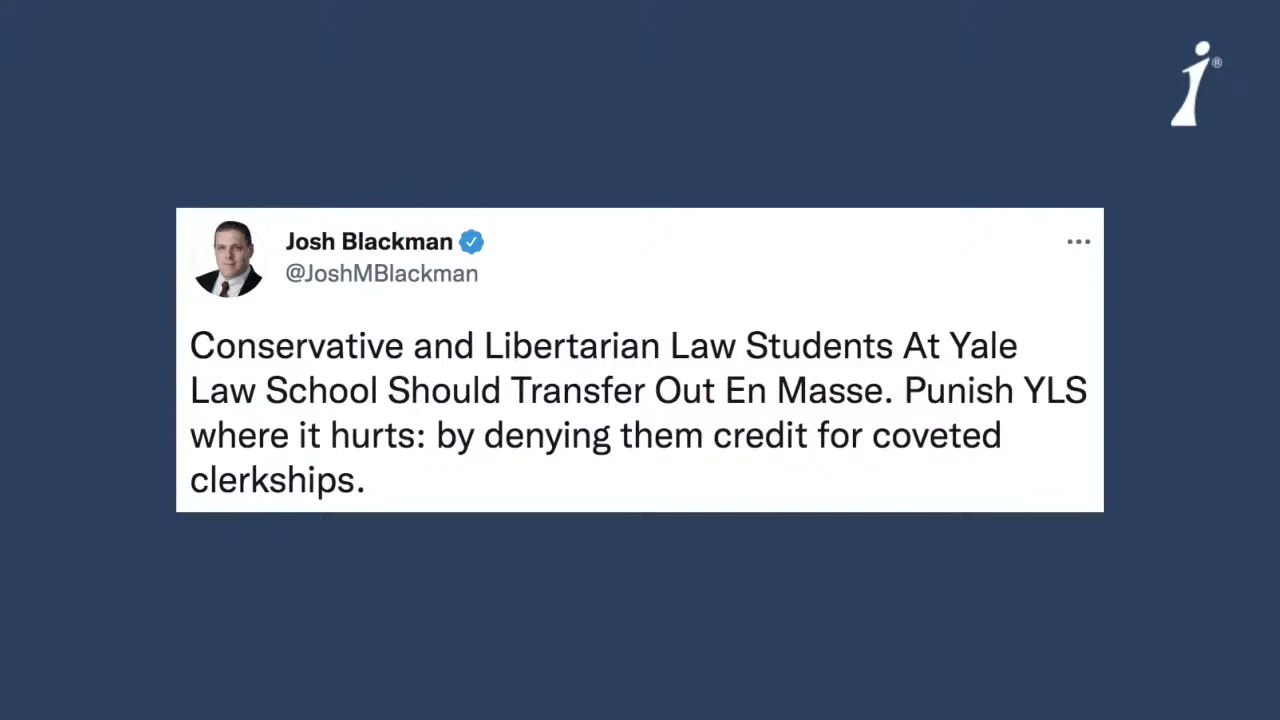 ®
Josh Blackman
@JoshMBlackman
Conservative and Libertarian Law Students At Yale
Law School Should Transfer Out En Masse. Punish YLS
where it hurts: by denying them credit for coveted
clerkships.